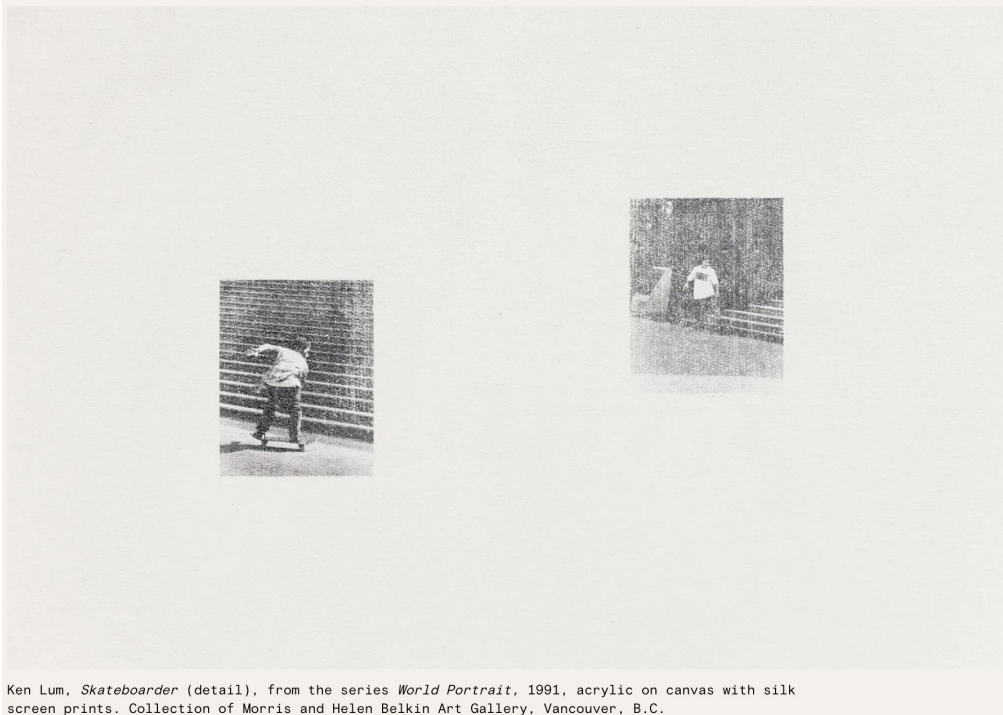 Ken Lum, Skateboarder (detail), from the series World Portrait, 1991, acrylic on canvas with silk
screen prints. Collection of Morris and Helen Belkin Art Gallery, Vancouver, B.C.